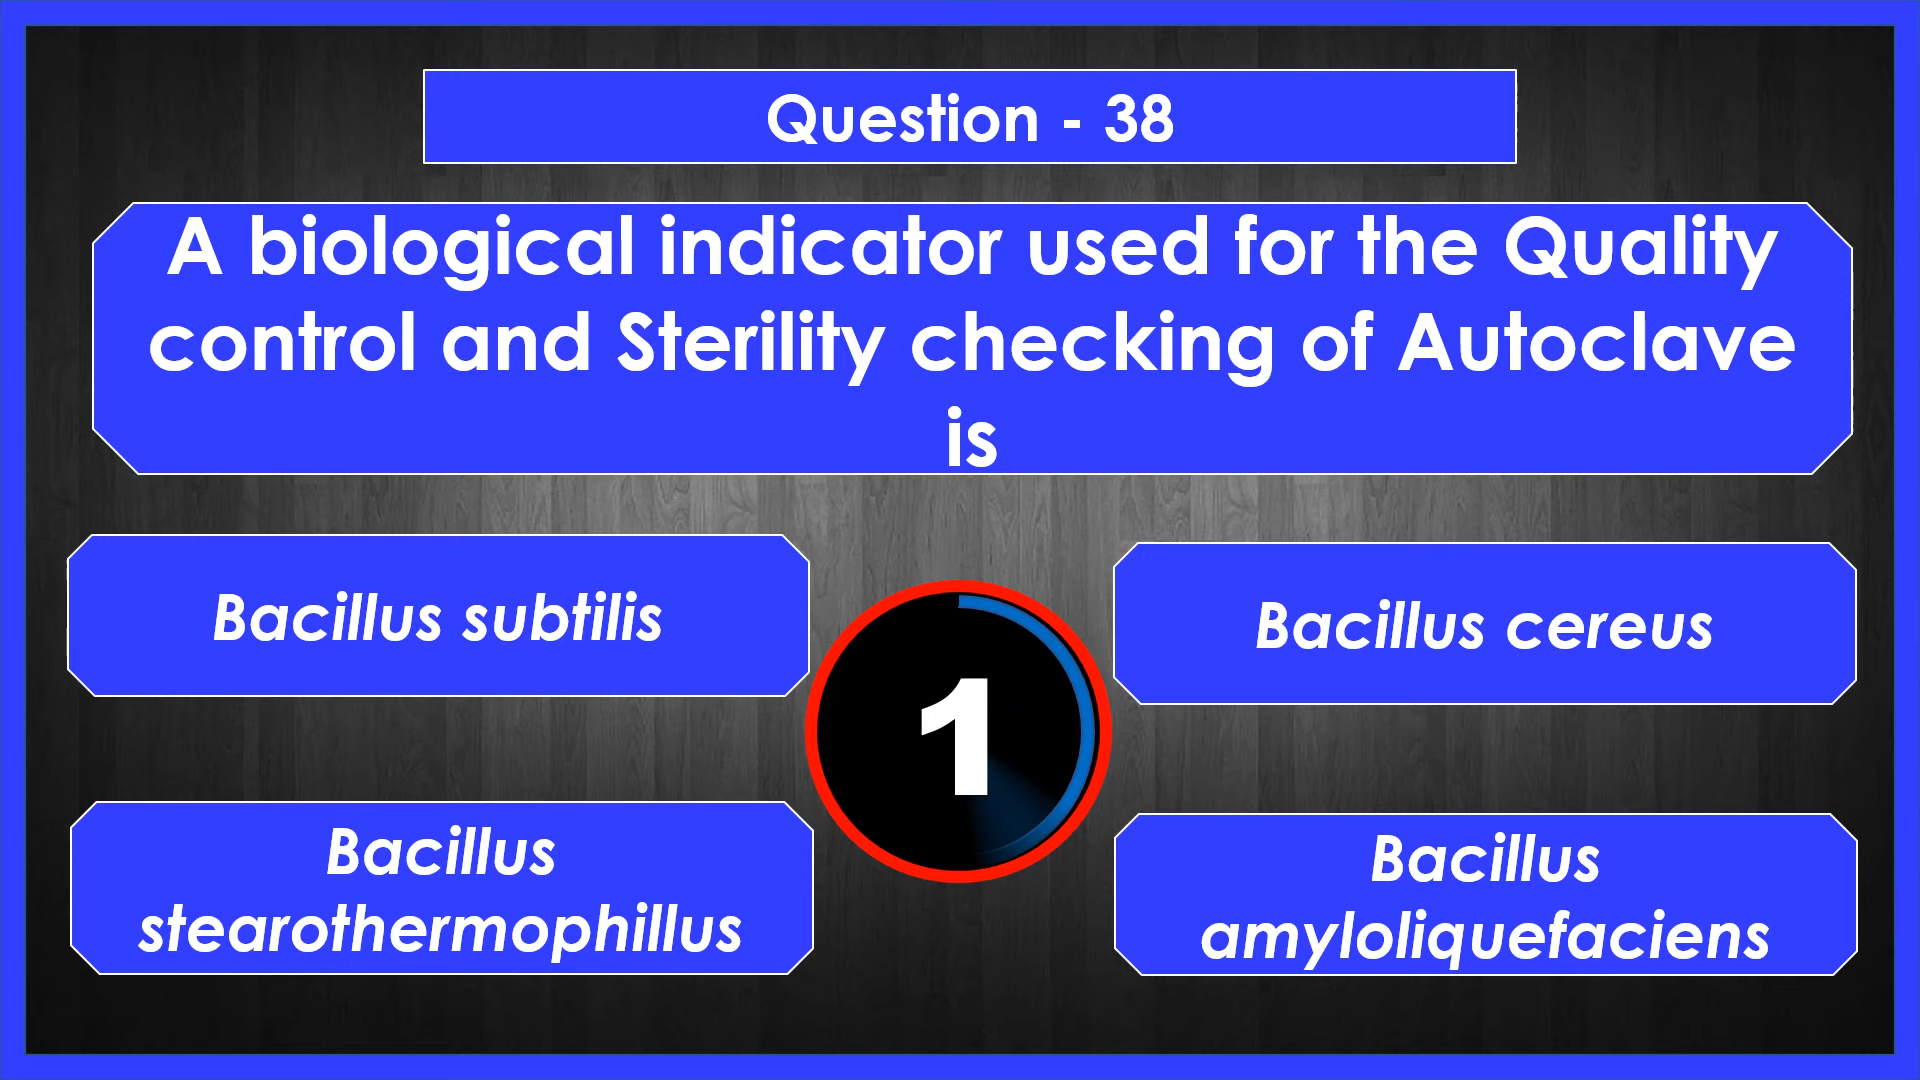 Question - 38
A biological indicator used for the Quality
control and Sterility checking of Autoclave
is
Bacillus subtilis
Bacillus cereus
1
Bacillus
stearothermophillus
Bacillus
amyloliquefaciens